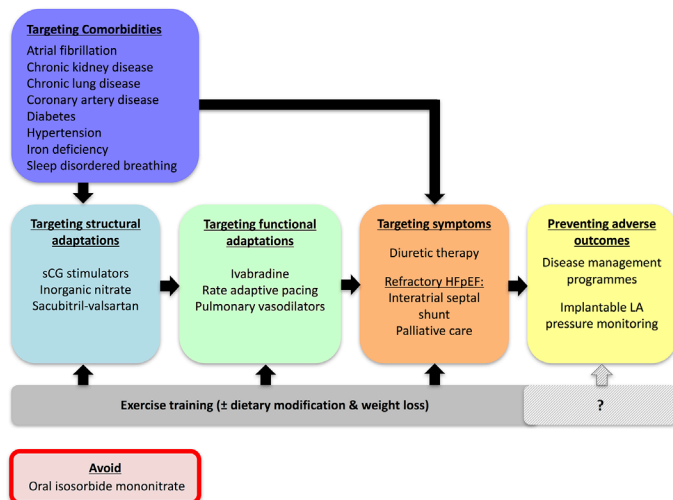 Targeting Comorbidities
Atrial fibrillation
Chronic kidney disease
Chronic lung disease
Coronary artery disease
Diabetes
Hypertension
Iron deficiency
Sleep disordered breathing
Targeting structural
adaptations
sCG stimulators
Inorganic nitrate
Sacubitril-valsartan
Targeting functional
adaptations
Ivabradine
Rate adaptive pacing
Pulmonary vasodilators
Targeting symptoms
Diuretic therapy
Refractory HFpEF:
Interatrial septal
shunt
Palliative care
Preventing adverse
outcomes
Disease management
programmes
Implantable LA
pressure monitoring
Exercise training (± dietary modification & weight loss)
?
Avoid
Oral isosorbide mononitrate